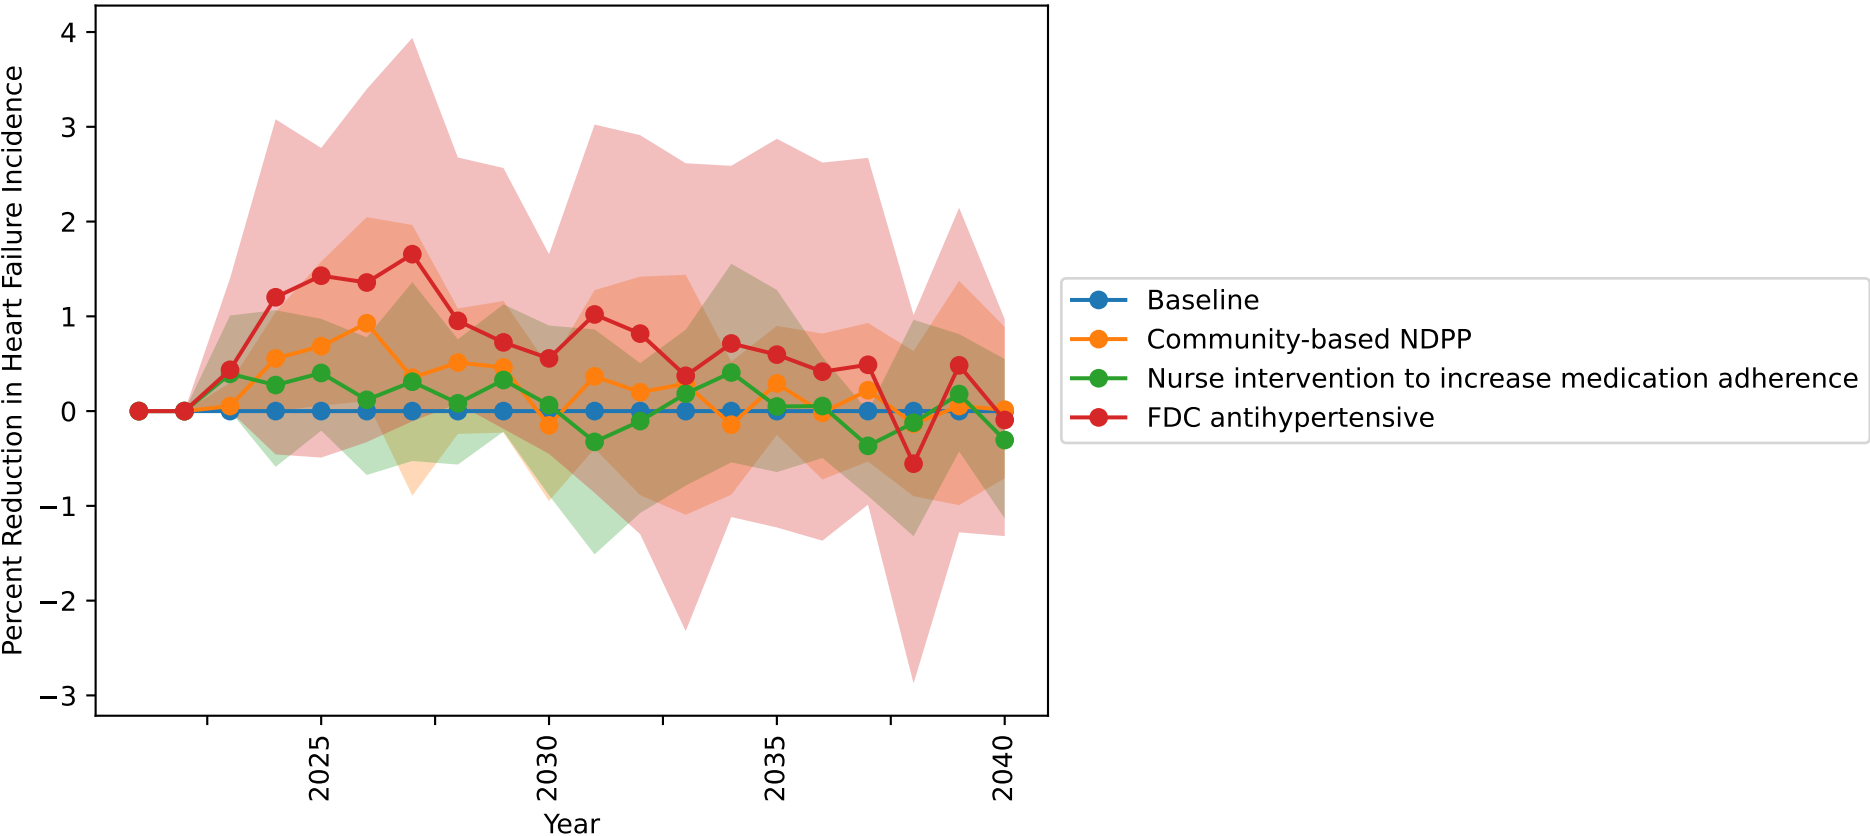 Percent Reduction in Heart Failure Incidence
4
3
2
1
0
−1
−2
−3
2025
2030
2035
2040
Year
Baseline
Community-based NDPP
Nurse intervention to increase medication adherence
FDC antihypertensive